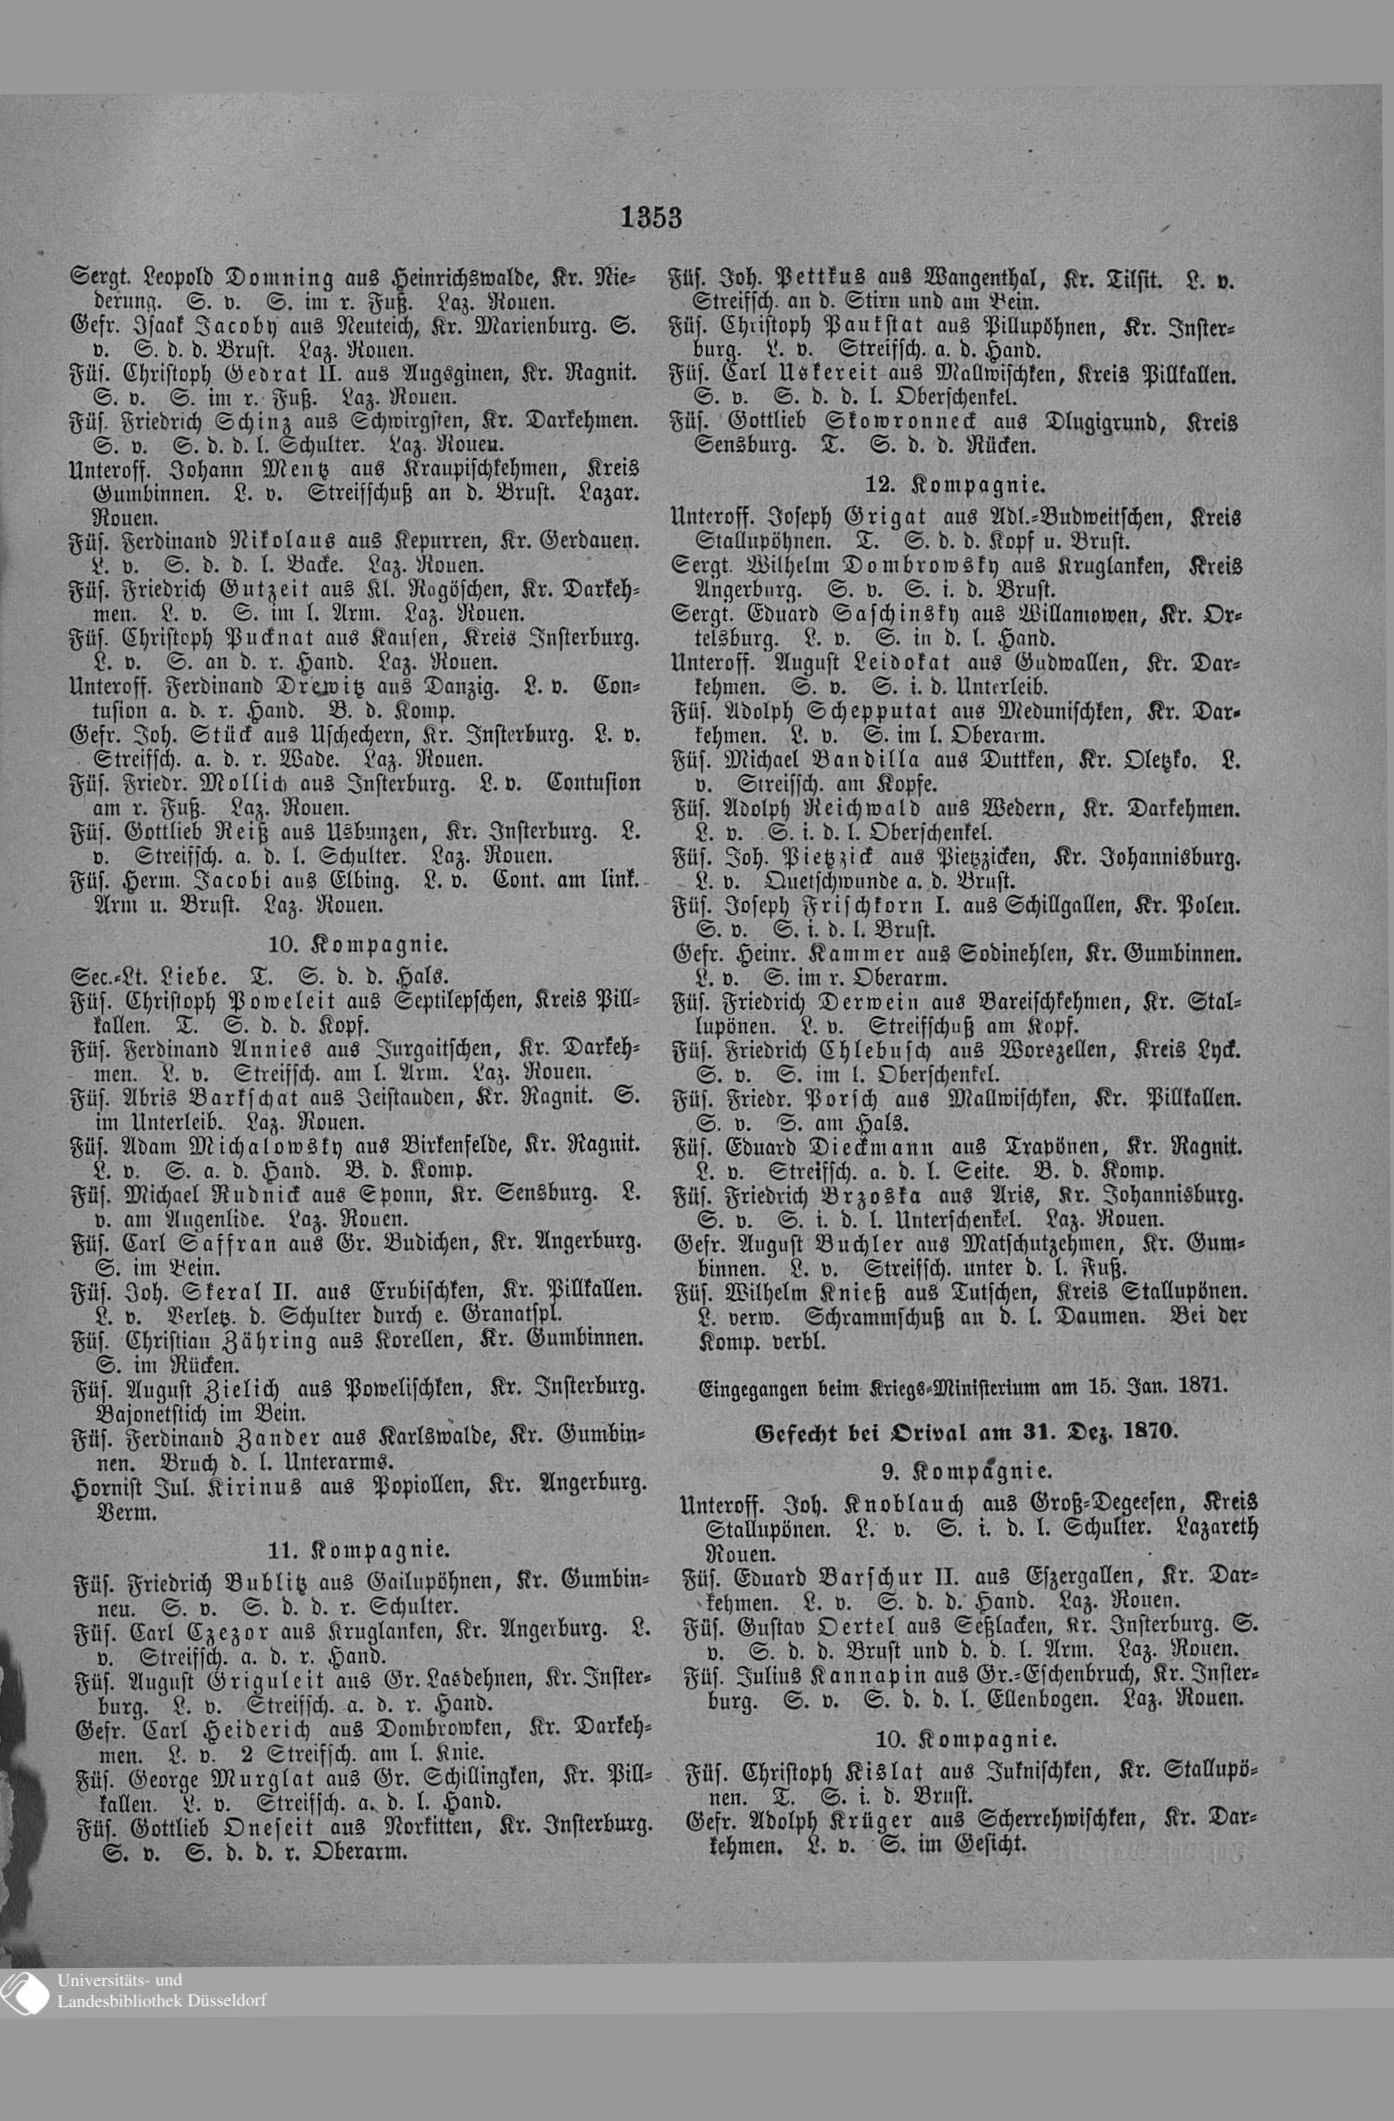 1353
Sergt. Leopold Domning aus Heinrichswalde, Kr. Nie-
derung. S. v. S. im r. Fuß. Laz. Rouen.
Gefr. Isaak Jacoby aus Neuteich, Kr. Marienburg. S.
v. S. d. d. Brust. Laz. Rouen.
Füs. Christoph Gedrat II. aus Augsginen, Kr. Ragnit.
S. v. S. im r. Fuß. Laz. Rouen.
Füs. Friedrich Schinz aus Schwirgsten, Kr. Darkehmen.
S. v. S. d. d. l. Schulter. Laz. Rouen.
Unteroff. Johann Mentz aus Kraupischkehmen, Kreis
Gumbinnen. L. v. Streifschuß an d. Brust. Lazar.
Rouen.
Füs. Ferdinand Nikolaus aus Kepurren, Kr. Gerdauen.
L. v. S. d. d. l. Backe. Laz. Rouen.
Füs. Friedrich Gutzeit aus Kl. Rogöschen, Kr. Darkeh-
men. L. v. S. im l. Arm. Laz. Rouen.
Füs. Christoph Pucknat aus Kausen, Kreis Insterburg.
L. v. S. an d. r. Hand. Laz. Rouen.
Unteroff. Ferdinand Drewitz aus Danzig. L. v. Con-
tusion a. d. r. Hand. B. d. Komp.
Gefr. Joh. Stück aus Uschechern, Kr. Insterburg. L. v.
Streifsch. a. d. r. Wade. Laz. Rouen.
Füs. Friedr. Mollich aus Insterburg. L. v. Contusion
am r. Fuß. Laz. Rouen.
Füs. Gottlieb Reiß aus Usbunzen, Kr. Insterburg. L.
v. Streifsch. a. d. l. Schulter. Laz. Rouen.
Füs. Herm. Jacobi aus Elbing. L. v. Cont. am link.
Arm u. Brust. Laz. Rouen.
10. Kompagnie.
Sec.-Lt. Liebe. T. S. d. d. Hals.
Füs. Christoph Poweleit aus Septilepschen, Kreis Pill-
kallen. T. S. d. d. Kopf.
Füs. Ferdinand Annies aus Jurgaitschen, Kr. Darkeh-
men. L. v. Streifsch. am l. Arm. Laz. Rouen.
Füs. Abris Barkschat aus Jeistauden, Kr. Ragnit. S.
im Unterleib. Laz. Rouen.
Füs. Adam Michalowsky aus Birkenfelde, Kr. Ragnit.
L. v. S. a. d. Hand. B. d. Komp.
Füs. Michael Rudnick aus Sponn, Kr. Sensburg. L.
v. am Augenlide. Laz. Rouen.
Füs. Carl Saffran aus Gr. Budichen, Kr. Angerburg.
S. im Bein.
Füs. Joh. Skeral II. aus Erubischken, Kr. Pillkallen.
L. v. Verletz. d. Schulter durch e. Granatspl.
Füs. Christian Zähring aus Korellen, Kr. Gumbinnen.
S. im Rücken.
Füs. August Zielich aus Powelischken, Kr. Insterburg.
Bajonetstich im Bein.
Füs. Ferdinand Zander aus Karlswalde, Kr. Gumbin-
nen. Bruch d. l. Unterarms.
Hornist Jul. Kirinus aus Popiollen, Kr. Angerburg.
Verm.
11. Kompagnie.
Füs. Friedrich Bublitz aus Gailupöhnen, Kr. Gumbin-
nen. S. v. S. d. d. r. Schulter.
Füs. Carl Czezor aus Kruglanken, Kr. Angerburg. L.
v. Streifsch. a. d. r. Hand.
Füs. August Griguleit aus Gr. Lasdehnen, Kr. Inster-
burg. L. v. Streifsch. a. d. r. Hand.
Gefr. Carl Heiderich aus Dombrowken, Kr. Darkeh-
men. L. v. 2 Streifsch. am l. Knie.
Füs. George Murglat aus Gr. Schillingken, Kr. Pill-
kallen. L. v. Streifsch. a. d. l. Hand.
Füs. Gottlieb Oneseit aus Norkitten, Kr. Insterburg.
S. v. S. d. d. r. Oberarm.
Füs. Joh. Pettkus aus Wangenthal, Kr. Tilsit. L. v.
Streifsch. an d. Stirn und am Bein.
Füs. Christoph Paukstat aus Pillupöhnen, Kr. Inster-
burg. L. v. Streifsch. a. d. Hand.
Füs. Carl Uskereit aus Mallwischken, Kreis Pillkallen.
S. v. S. d. d. l. Oberschenkel.
Füs. Gottlieb Skowronneck aus Dlugigrund, Kreis
Sensburg. T. S. d. d. Rücken.
12. Kompagnie.
Unteroff. Joseph Grigat aus Adl.-Budweitschen, Kreis
Stallupöhnen. T. S. d. d. Kopf u. Brust.
Sergt. Wilhelm Dombrowsky aus Kruglanken, Kreis
Angerburg. S. v. S. i. d. Brust.
Sergt. Eduard Saschinsky aus Willamowen, Kr. Or-
telsburg. L. v. S. in d. l. Hand.
Unteroff. August Leidokat aus Gudwallen, Kr. Dar-
kehmen. S. v. S. i. d. Unterleib.
Füs. Adolph Schepputat aus Medunischken, Kr. Dar-
kehmen. L. v. S. im l. Oberarm.
Füs. Michael Bandilla aus Duttken, Kr. Oletzko. L.
v. Streifsch. am Kopfe.
Füs. Adolph Reichwald aus Wedern, Kr. Darkehmen.
L. v. S. i. d. l. Oberschenkel.
Füs. Joh. Pietzzick aus Pietzzicken, Kr. Johannisburg.
L. v. Quetschwunde a. d. Brust.
Füs. Joseph Frischkorn I. aus Schillgallen, Kr. Polen.
S. v. S. i. d. l. Brust.
Gefr. Heinr. Kammer aus Sodinehlen, Kr. Gumbinnen.
L. v. S. im r. Oberarm.
Füs. Friedrich Derwein aus Bareischkehmen, Kr. Stal-
lupönen. L. v. Streifschuß am Kopf.
Füs. Friedrich Chlebusch aus Worszellen, Kreis Lyck.
S. v. S. im l. Oberschenkel.
Füs. Friedr. Porsch aus Mallwischken, Kr. Pillkallen.
S. v. S. am Hals.
Füs. Eduard Dieckmann aus Trapönen, Kr. Ragnit.
L. v. Streifsch. a. d. l. Seite. B. d. Komp.
Füs. Friedrich Brzoska aus Aris, Kr. Johannisburg.
S. v. S. i. d. l. Unterschenkel. Laz. Rouen.
Gefr. August Buchler aus Matschutzehmen, Kr. Gum-
binnen. L. v. Streifsch. unter d. l. Fuß.
Füs. Wilhelm Knieß aus Tutschen, Kreis Stallupönen.
L. verw. Schrammschuß an d. l. Daumen. Bei der
Komp. verbl.
Eingegangen beim Kriegs-Ministerium am 15. Jan. 1871.
Gefecht bei Orival am 31. Dez. 1870.
9. Kompagnie.
Unteroff. Joh. Knoblauch aus Groß-Degeesen, Kreis
Stallupönen. L. v. S. i. d. l. Schulter. Lazareth
Rouen.
Füs. Eduard Barschur II. aus Eszergallen, Kr. Dar-
kehmen. L. v. S. d. d. Hand. Laz. Rouen.
Füs. Gustav Oertel aus Seßlacken, Kr. Insterburg. S.
v. S. d. d. Brust und d. d. l. Arm. Laz. Rouen.
Füs. Julius Kannapin aus Gr.-Eschenbruch, Kr. Inster-
burg. S. v. S. d. d. l. Ellenbogen. Laz. Rouen.
10. Kompagnie.
Füs. Christoph Kislat aus Juknischken, Kr. Stallupö-
nen. T. S. i. d. Brust.
Gefr. Adolph Krüger aus Scherrehwischken, Kr. Dar-
kehmen. L. v. S. im Gesicht.
Universitäts- und
Landesbibliothek Düsseldorf